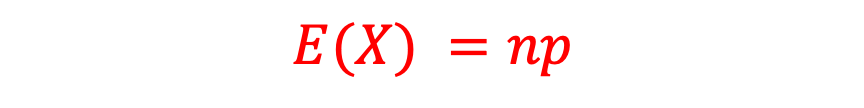 E(X) = np